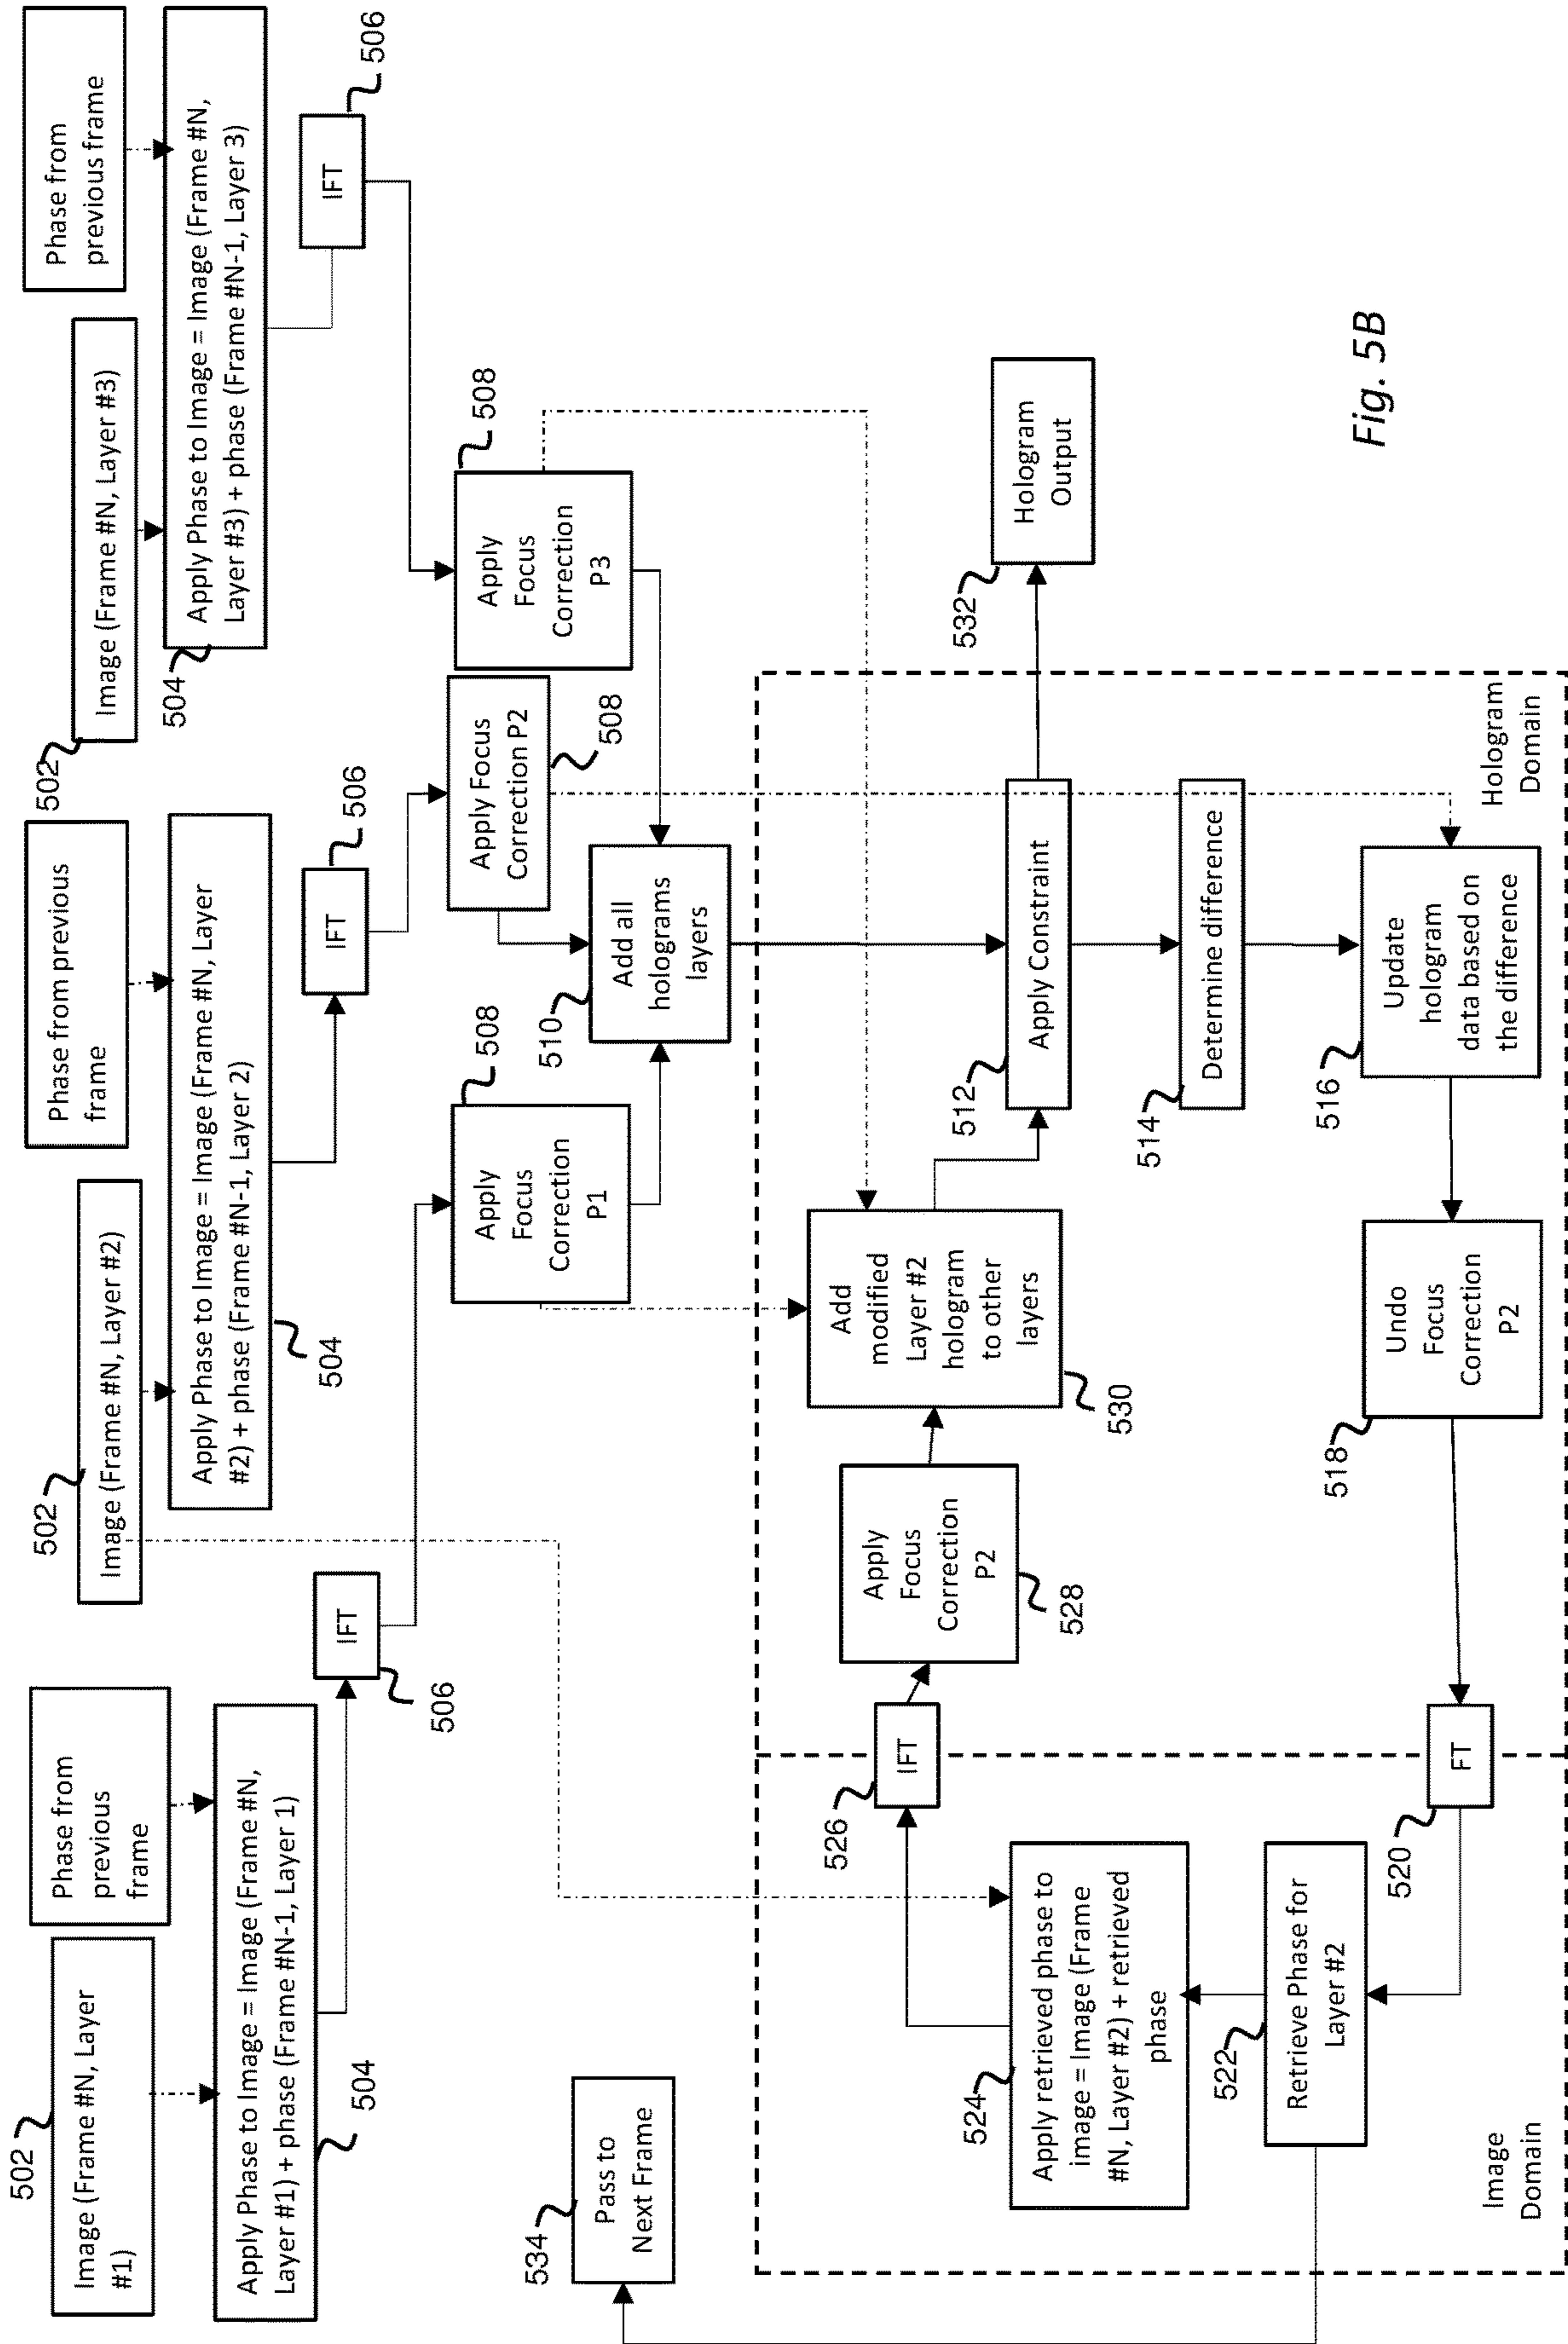 502
Image (Frame #N, Layer
#1)
Phase from
previous
frame
Apply Phase to Image = Image (Frame #N,
Layer #1) + phase (Frame #N-1, Layer 1)
504
IFT
506
502
Image (Frame #N, Layer #2)
Phase from previous
frame
Apply Phase to Image = Image (Frame #N, Layer
#2) + phase (Frame #N-1, Layer 2)
504
IFT
506
502
Image (Frame #N, Layer #3)
Phase from
previous frame
504
Apply Phase to Image = Image (Frame #N,
Layer #3) + phase (Frame #N-1, Layer 3)
IFT
506
508
Apply
Focus
Correction
P1
Apply Focus
Correction P2
508
508
Apply
Focus
Correction
P3
510
Add all
holograms
layers
534
Pass to
Next Frame
526
IFT
Apply
Focus
Correction
P2
528
Add
modified
Layer #2
hologram
to other
layers
530
512
Apply Constraint
532
Hologram
Output
524
Apply retrieved phase to
image = Image (Frame
#N, Layer #2) + retrieved
phase
514
Determine difference
522
Retrieve Phase for
Layer #2
520
FT
518
Undo
Focus
Correction
P2
516
Update
hologram
data based on
the difference
Image
Domain
Hologram
Domain
Fig. 5B